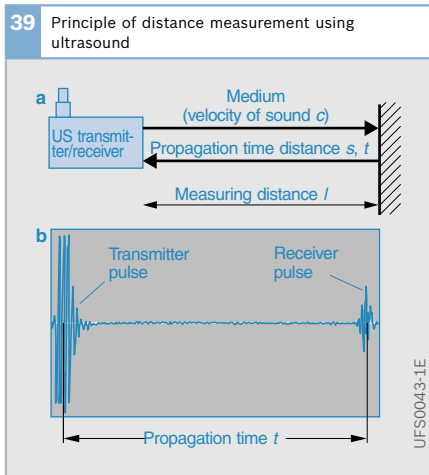 39 Principle of distance measurement using
ultrasound
a
Medium
(velocity of sound c)
US transmit-
ter/receiver
Propagation time distance s, t
Measuring distance l
b
Transmitter
pulse
Receiver
pulse
Propagation time t
UFS0043-1E